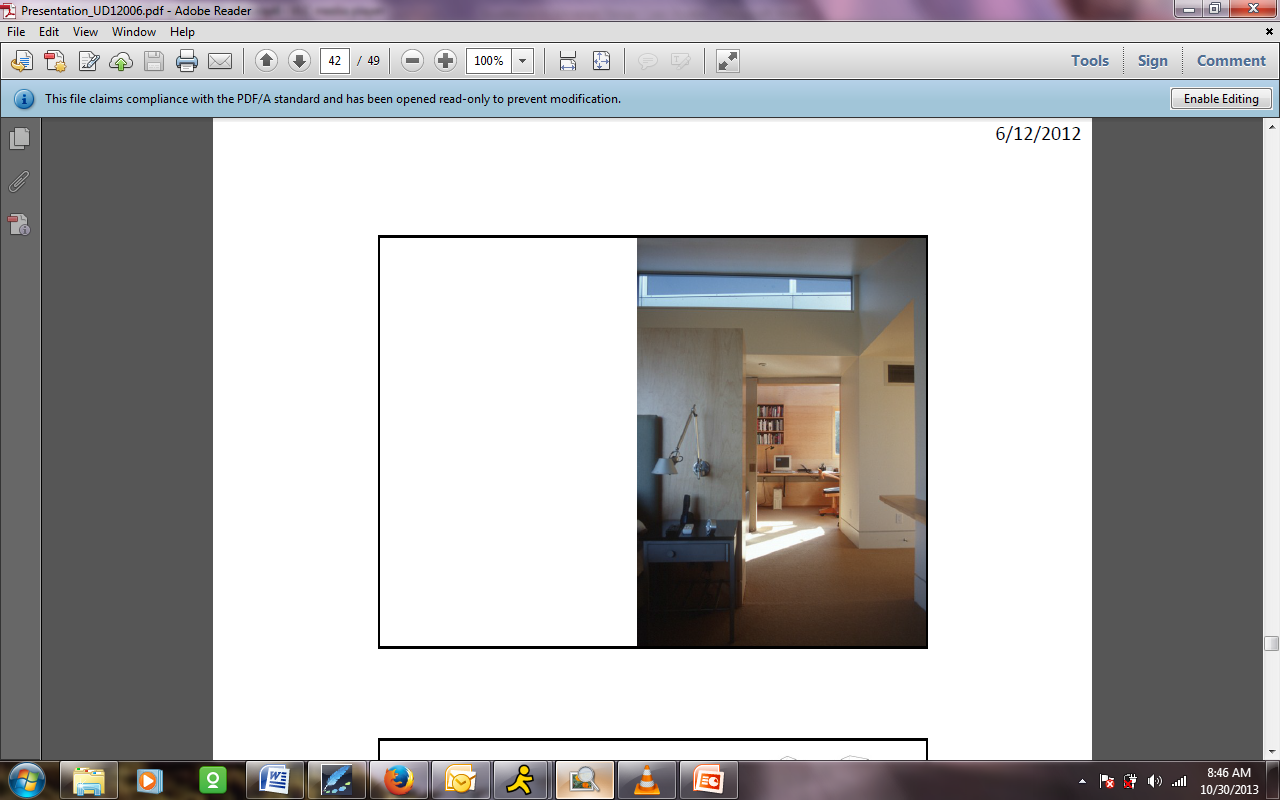 Presentation_UD12006.pdf - Adobe Reader
File Edit View Window Help
42 / 49 100% Tools Sign Comment
This file claims compliance with the PDF/A standard and has been opened read-only to prevent modification. Enable Editing
6/12/2012
8:46 AM
10/30/2013